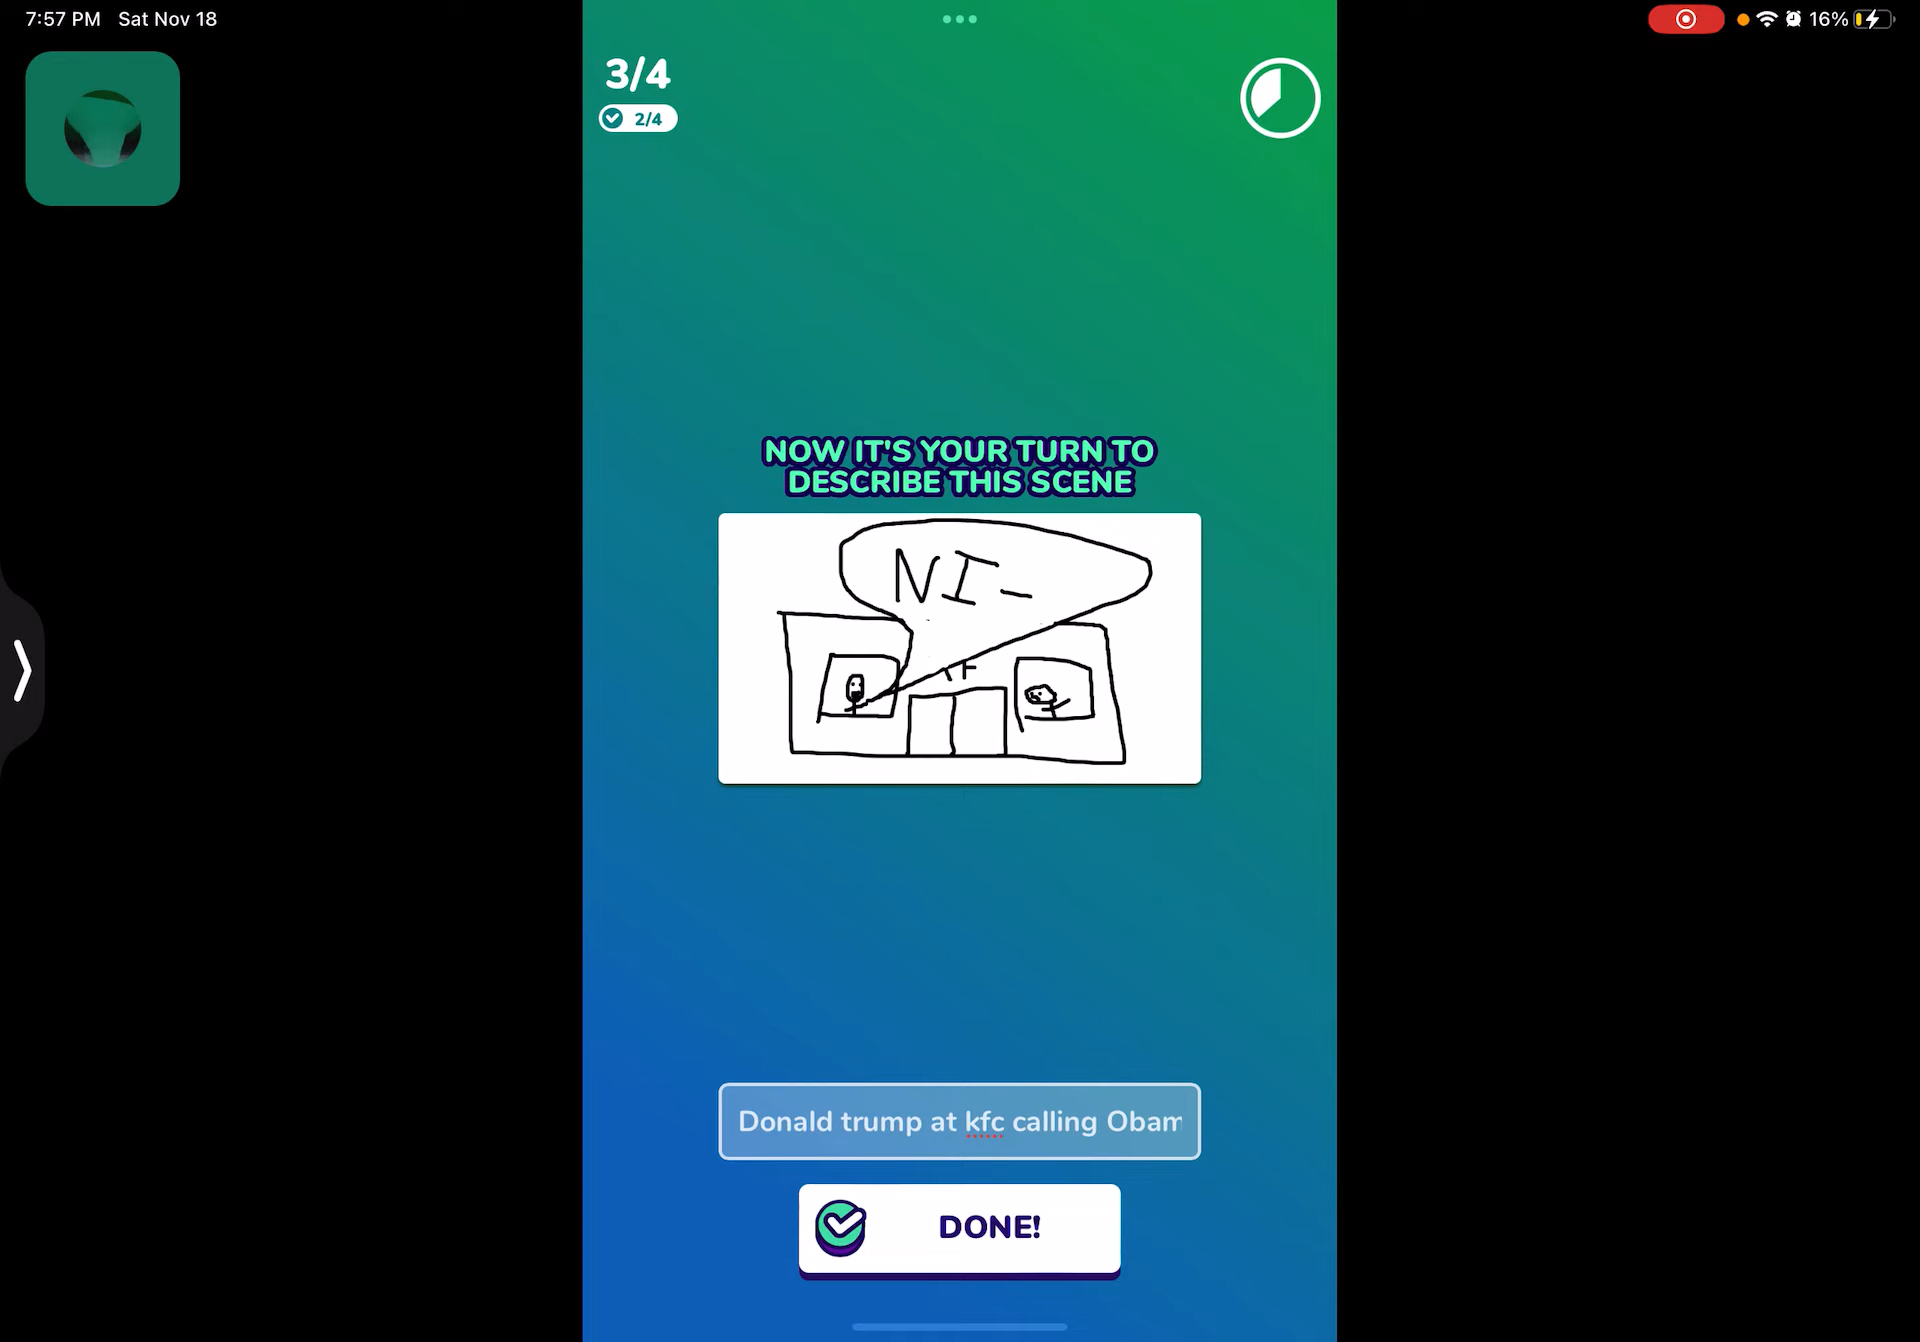 7:57 PM Sat Nov 18
16%
3/4
2/4
NOW IT'S YOUR TURN TO
DESCRIBE THIS SCENE
NI-
Donald trump at kfc calling Obam
DONE!